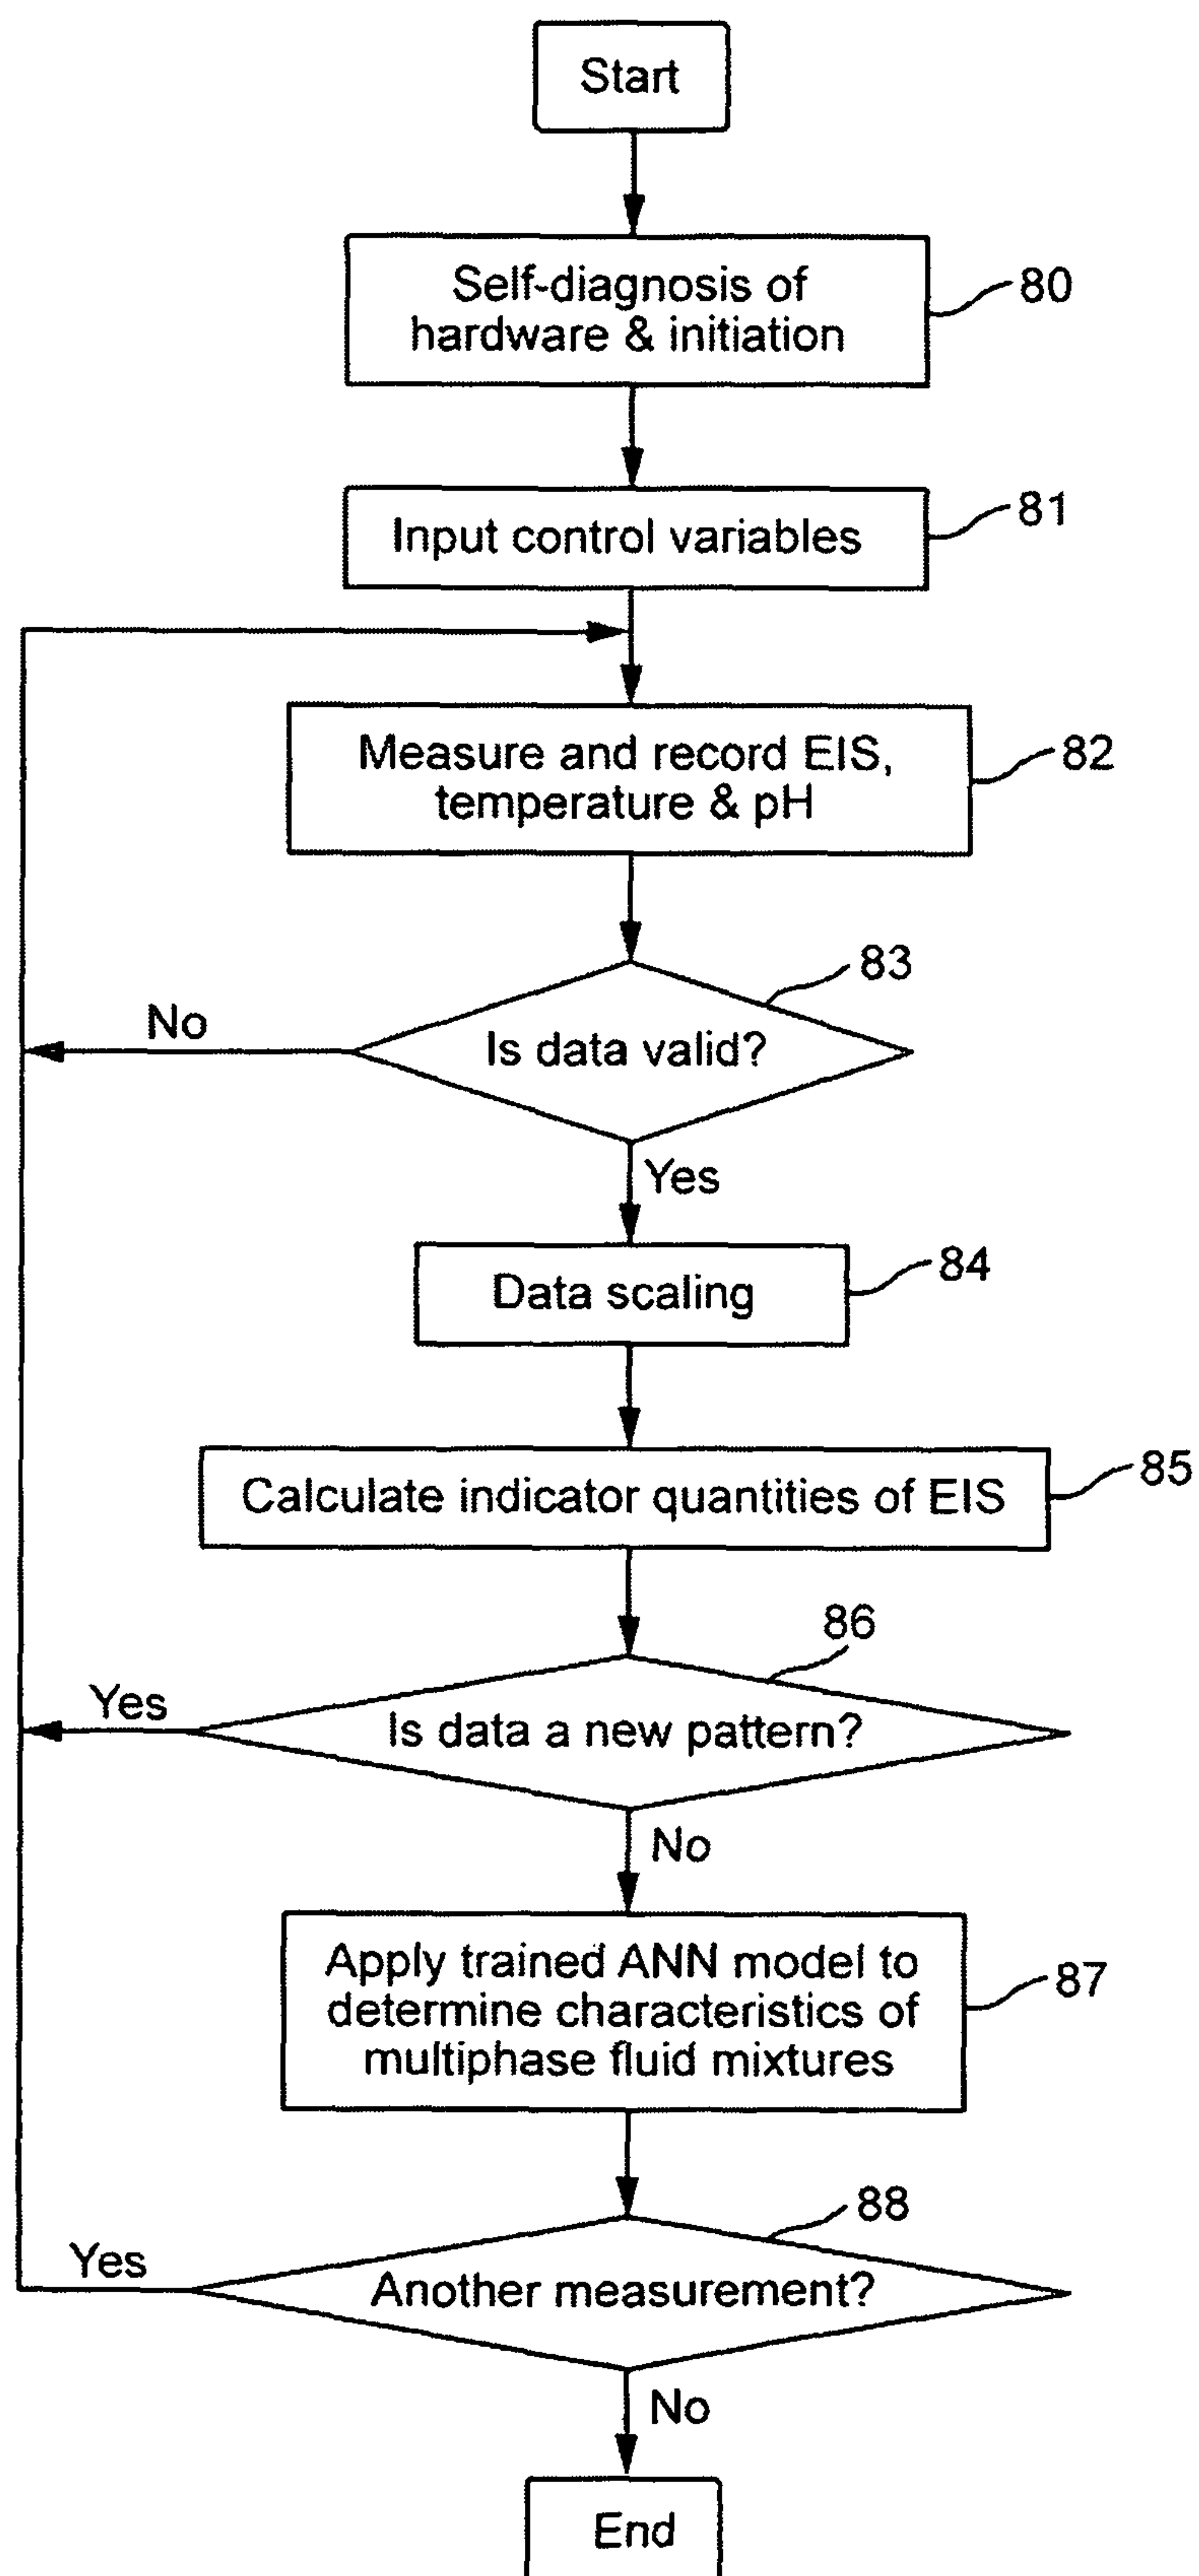 Start
Self-diagnosis of
hardware & initiation
80
Input control variables
81
Measure and record EIS,
temperature & pH
82
83
Is data valid?
No
Yes
Data scaling
84
Calculate indicator quantities of EIS
85
86
Is data a new pattern?
Yes
No
Apply trained ANN model to
determine characteristics of
multiphase fluid mixtures
87
88
Another measurement?
Yes
No
End